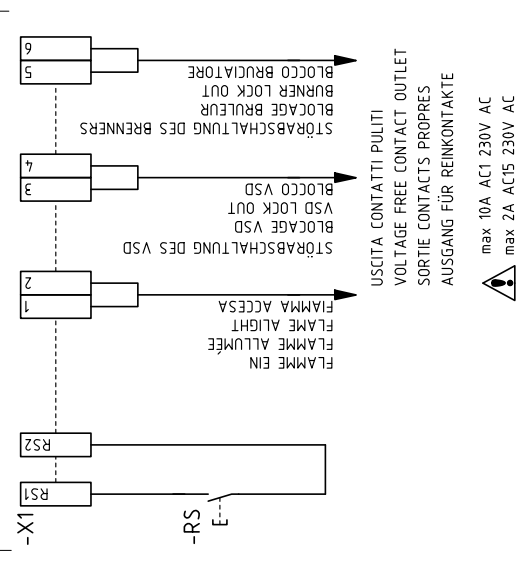 6
5
BLOCCO BRUCIATORE
BURNER LOCK OUT
BLOCAGE BRULEUR
STÖRABSCHALTUNG DES BRENNERS
4
3
BLOCCO VSD
VSD LOCK OUT
BLOCAGE VSD
STÖRABSCHALTUNG DES VSD
2
1
FIAMMA ACCESA
FLAME ALIGHT
FLAMME ALLUMÉE
FLAMME EIN
RS2
RS1
-X1
-RS
USCITA CONTATTI PULITI
VOLTAGE FREE CONTACT OUTLET
SORTIE CONTACTS PROPRES
AUSGANG FÜR REINKONTAKTE
max 10A AC1 230V AC
max 2A AC15 230V AC